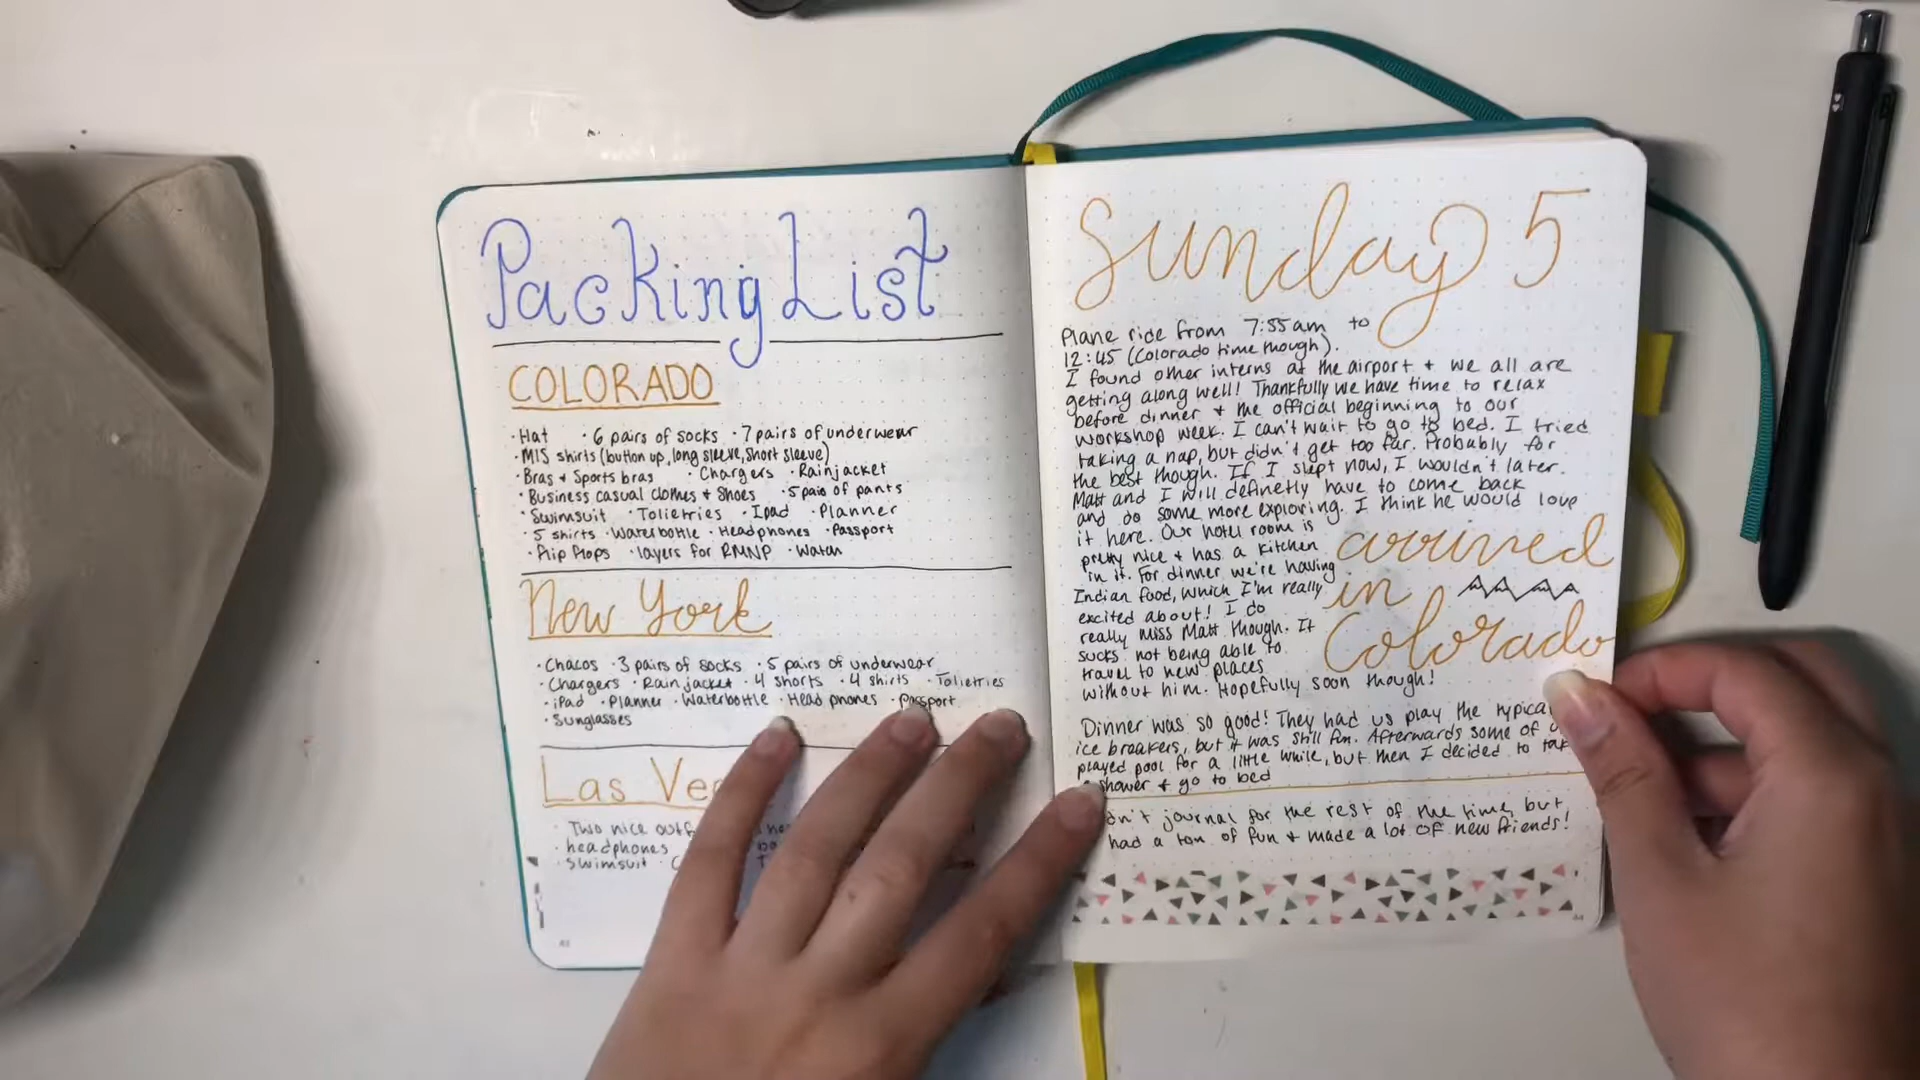 Packing List
COLORADO
· Hat · 6 pairs of socks · 7 pairs of underwear
· MIS shirts (button up, long sleeve, short sleeve)
· Bras + Sports bras · Chargers · Rainjacket
· Business casual clothes + Shoes · 5 pairs of pants
· Swimsuit · Tolietries · Ipad · Planner
· 5 shirts · Waterbottle · Headphones · Passport
· Flip flops · layers for RMNP · Watch
New York
· Chacos · 3 pairs of socks · 5 pairs of underwear
· Chargers · Rain jacket · 4 shorts · 4 shirts · Tolietries
· iPad · Planner · Waterbottle · Head phones · Passport
· Sunglasses
Las Ve
· Two nice outf
· headphones
· swimsuit
Sunday 5
Plane ride from 7:55am to
12:45 (Colorado time though).
I found other interns at the airport + we all are
getting along well! Thankfully we have time to relax
before dinner + the official beginning to our
workshop week. I can't wait to go to bed. I tried
taking a nap, but didn't get too far. Probably for
the best though. If I slept now, I wouldn't later.
Matt and I will definetly have to come back
and do some more exploring. I think he would love
it here. Our hotel room is
pretty nice + has a kitchen
in it. For dinner we're having
Indian food, which I'm really
excited about! I do
really miss Matt though. It
sucks not being able to
travel to new places
without him. Hopefully soon though!
arrived
in
Colorado
Dinner was so good! They had us play the typical
ice breakers, but it was still fun. Afterwards some of
played pool for a little while, but then I decided to tak
shower + go to bed
dn't journal for the rest of the time, but
had a ton of fun + made a lot of new friends!